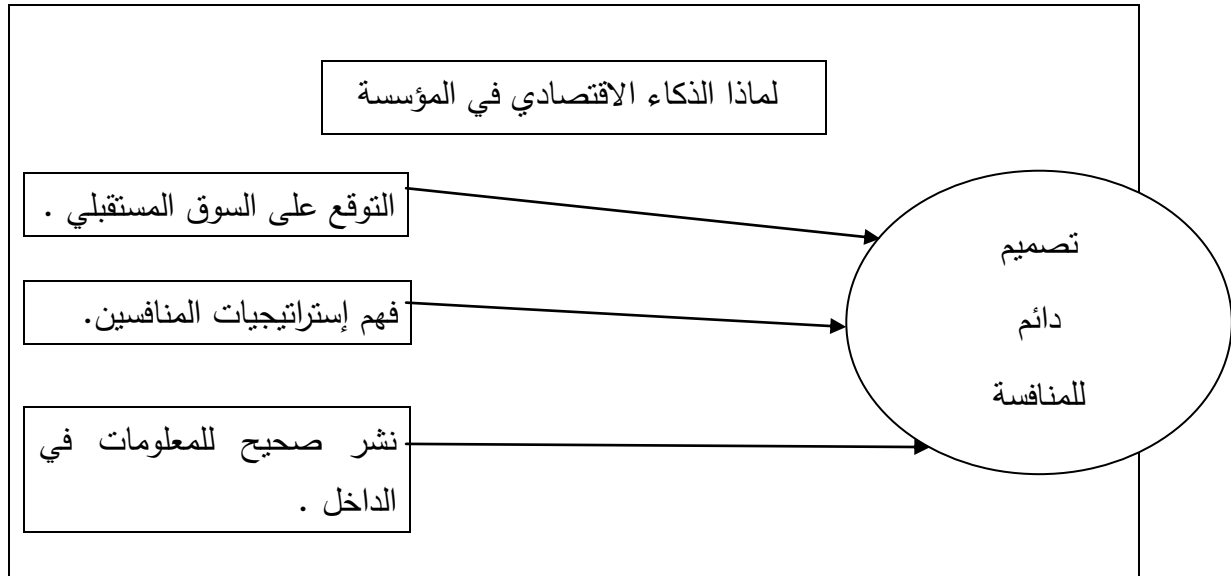 لماذا الذكاء الاقتصادي في المؤسسة
التوقع على السوق المستقبلي .
فهم إستراتيجيات المنافسين.
نشر صحيح للمعلومات في
الداخل .
تصميم
دائم
للمنافسة